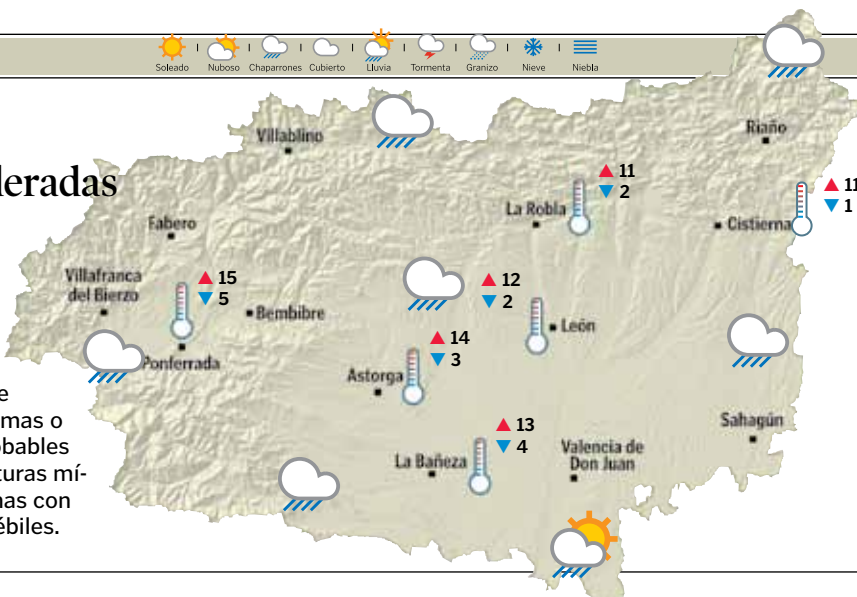 Soleado Nuboso Chaparrones Cubierto Lluvia Tormenta Granizo Nieve Niebla
leradas
Villablino
Riaño
11
2
La Robla
11
1
Cistierna
Fabero
Villafranca
del Bierzo
15
5
Bembibre
12
2
León
Ponferrada
14
3
Astorga
13
4
La Bañeza
Valencia de
Don Juan
Sahagún
e
mas o
obables
turas mí-
nas con
ébiles.